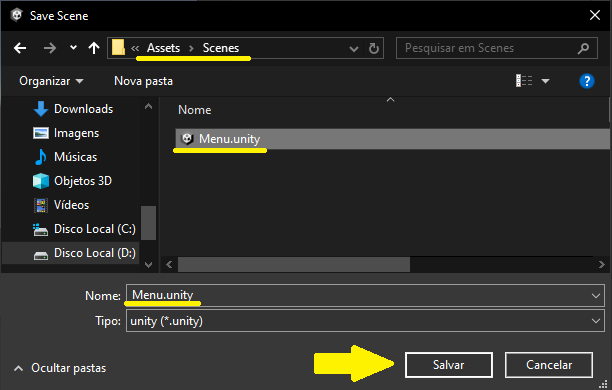 Save Scene
Assets Scenes
Pesquisar em Scenes
Organizar Nova pasta
Downloads
Imagens
Músicas
Objetos 3D
Vídeos
Disco Local (C:)
Disco Local (D:)
Nome
Menu.unity
Nome: Menu.unity
Tipo: unity (*.unity)
Ocultar pastas
Salvar Cancelar